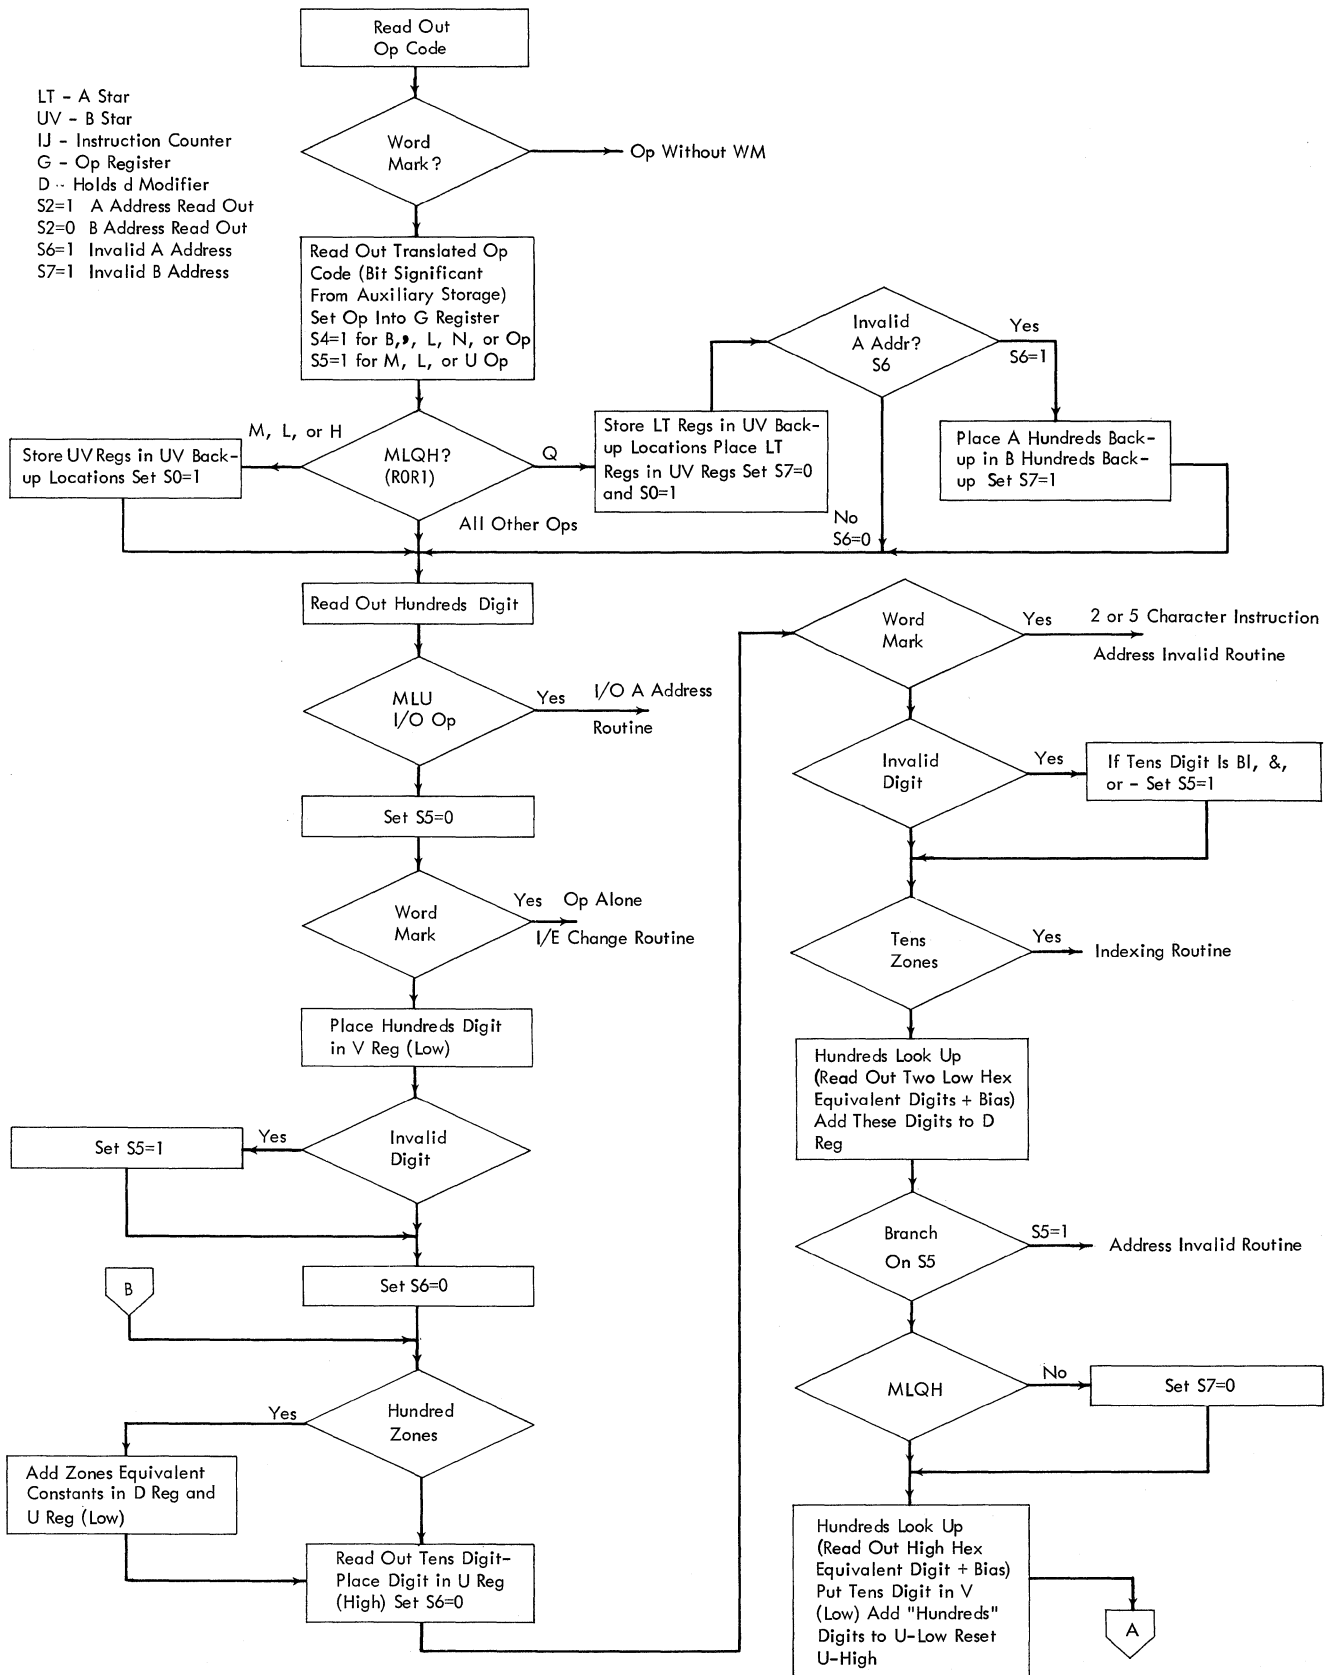 Read Out
Op Code
LT - A Star
UV - B Star
IJ - Instruction Counter
G - Op Register
D -- Holds d Modifier
S2=1 A Address Read Out
S2=0 B Address Read Out
S6=1 Invalid A Address
S7=1 Invalid B Address
Word
Mark?
Op Without WM
Read Out Translated Op
Code (Bit Significant
From Auxiliary Storage)
Set Op Into G Register
S4=1 for B,,, L, N, or Op
S5=1 for M, L, or U Op
Invalid
A Addr?
S6
Yes
S6=1
No
S6=0
M, L, or H
MLQH?
(R0R1)
Q
All Other Ops
Store UV Regs in UV Back-
up Locations Set S0=1
Store LT Regs in UV Back-
up Locations Place LT
Regs in UV Regs Set S7=0
and S0=1
Place A Hundreds Back-
up in B Hundreds Back-
up Set S7=1
Read Out Hundreds Digit
MLU
I/O Op
Yes
I/O A Address
Routine
Set S5=0
Word
Mark
Yes
Op Alone
I/E Change Routine
Place Hundreds Digit
in V Reg (Low)
Invalid
Digit
Yes
Set S5=1
Set S6=0
B
Hundred
Zones
Yes
Add Zones Equivalent
Constants in D Reg and
U Reg (Low)
Read Out Tens Digit-
Place Digit in U Reg
(High) Set S6=0
Word
Mark
Yes
2 or 5 Character Instruction
Address Invalid Routine
Invalid
Digit
Yes
If Tens Digit Is Bl, &,
or - Set S5=1
Tens
Zones
Yes
Indexing Routine
Hundreds Look Up
(Read Out Two Low Hex
Equivalent Digits + Bias)
Add These Digits to D
Reg
Branch
On S5
S5=1
Address Invalid Routine
MLQH
No
Set S7=0
Hundreds Look Up
(Read Out High Hex
Equivalent Digit + Bias)
Put Tens Digit in V
(Low) Add "Hundreds"
Digits to U-Low Reset
U-High
A